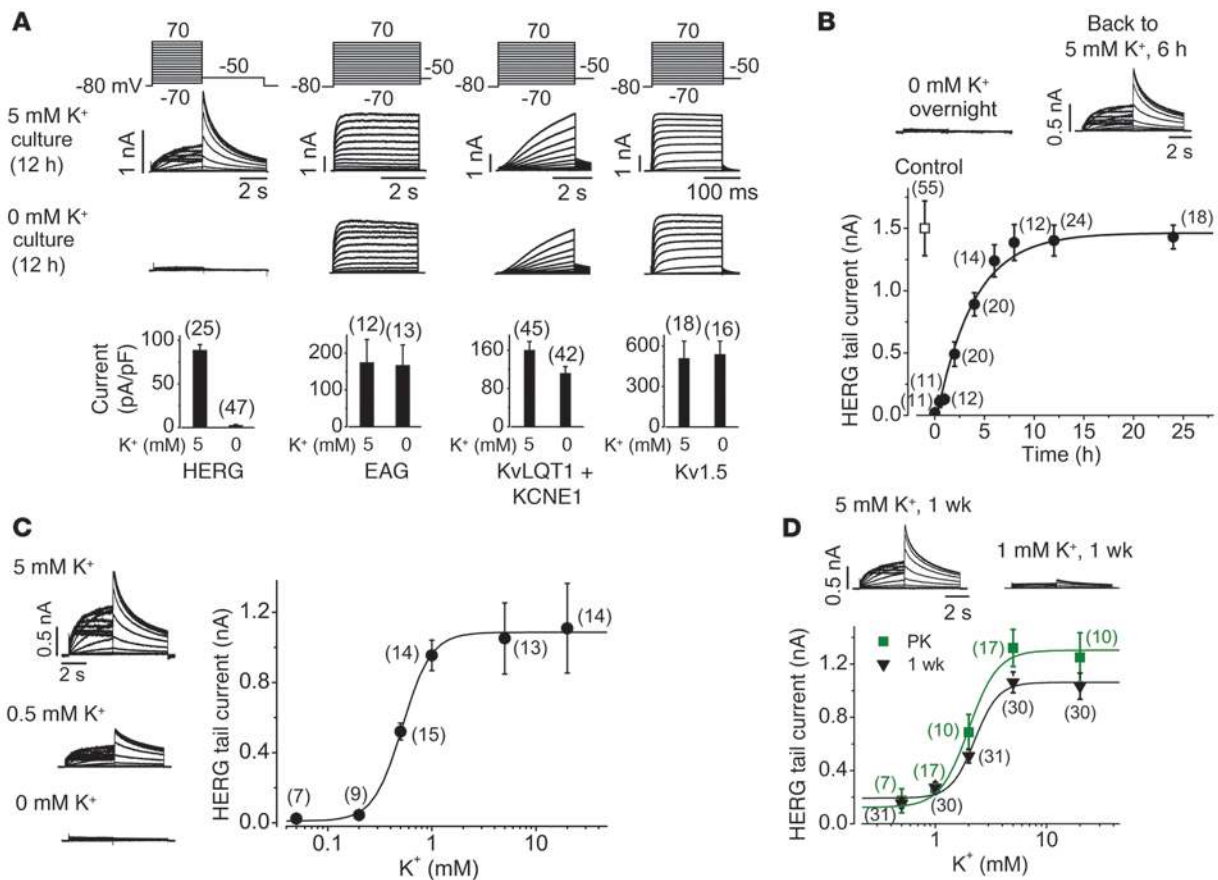 A
70
-50
-80 mV
-70
70
-50
-80
-70
70
-50
-80
-70
70
-50
-80
-70
5 mM K⁺
culture
(12 h)
1 nA
2 s
1 nA
2 s
1 nA
2 s
1 nA
100 ms
0 mM K⁺
culture
(12 h)
Current
(pA/pF)
100
50
0
(25)
(47)
K⁺ (mM) 5 0
HERG
200
100
0
(12)
(13)
K⁺ (mM) 5 0
EAG
160
80
0
(45)
(42)
K⁺ (mM) 5 0
KvLQT1 +
KCNE1
600
300
0
(18)
(16)
K⁺ (mM) 5 0
Kv1.5
B
0 mM K⁺
overnight
Back to
5 mM K⁺, 6 h
0.5 nA
2 s
Control
(55)
HERG tail current (nA)
1.5
1.0
0.5
0.0
(11)
(11)
(12)
(20)
(20)
(14)
(12)
(24)
(18)
0 5 10 15 20 25
Time (h)
C
5 mM K⁺
0.5 nA
2 s
0.5 mM K⁺
0 mM K⁺
HERG tail current (nA)
1.2
0.8
0.4
0.0
(7)
(9)
(15)
(14)
(13)
(14)
0.1 1 10
K⁺ (mM)
D
5 mM K⁺, 1 wk
0.5 nA
2 s
1 mM K⁺, 1 wk
HERG tail current (nA)
1.2
0.8
0.4
0.0
PK
1 wk
(7)
(31)
(17)
(30)
(10)
(31)
(17)
(30)
(10)
(30)
1 10
K⁺ (mM)